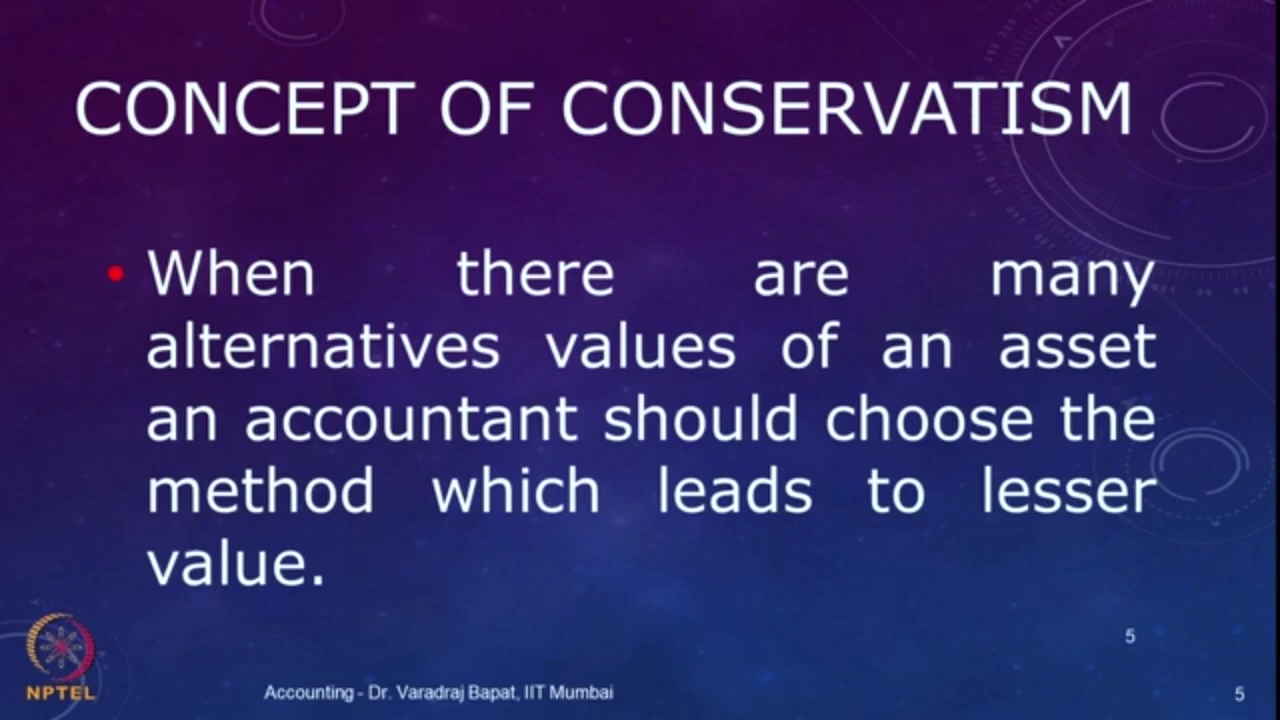 CONCEPT OF CONSERVATISM
• When there are many
alternatives values of an asset
an accountant should choose the
method which leads to lesser
value.
5
NPTEL
Accounting - Dr. Varadraj Bapat, IIT Mumbai
5